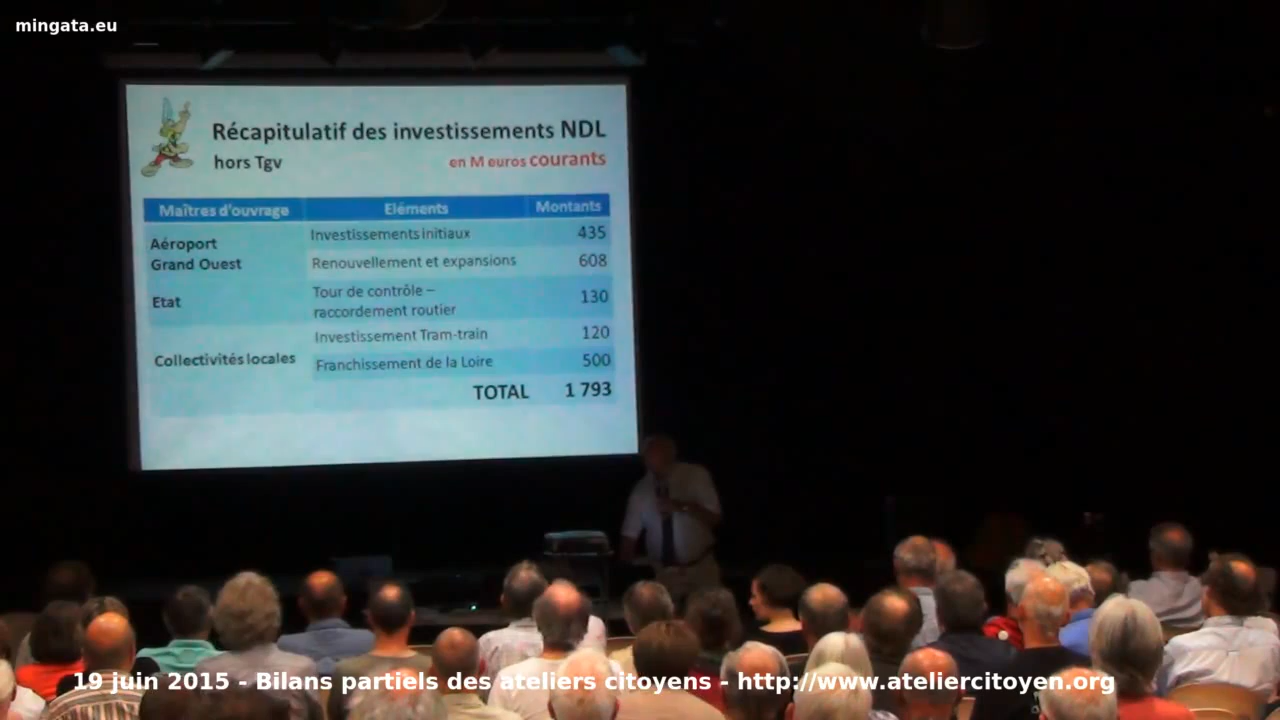 mingata.eu
Récapitulatif des investissements NDL
hors Tgv en M euros courants
Maîtres d'ouvrage Eléments Montants
Aéroport Grand Ouest Investissements initiaux 435
Renouvellement et expansions 608
Etat Tour de contrôle – raccordement routier 130
Collectivités locales Investissement Tram-train 120
Franchissement de la Loire 500
TOTAL 1 793
19 juin 2015 - Bilans partiels des ateliers citoyens - http://www.ateliercitoyen.org